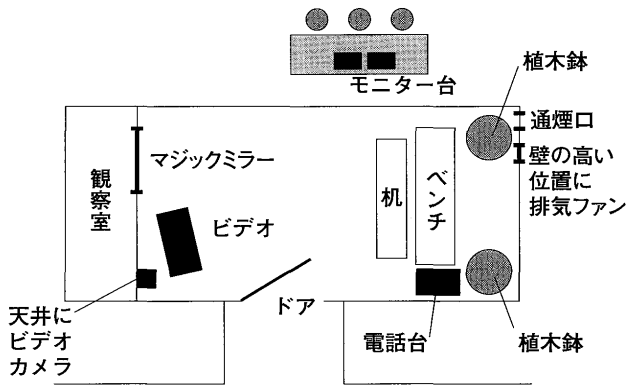 モニター台
植木鉢
通煙口
壁の高い
位置に
排気ファン
マジックミラー
観察室
ビデオ
机
ベンチ
ドア
天井に
ビデオ
カメラ
電話台
植木鉢